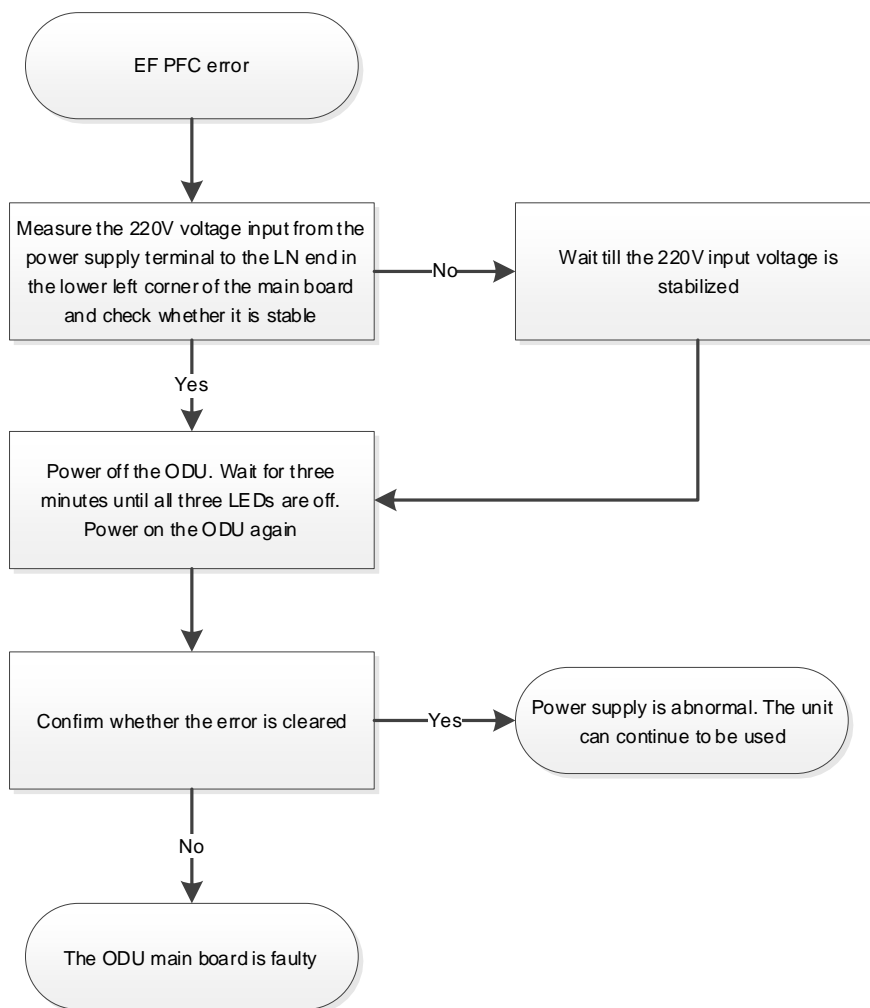 EF PFC error
Measure the 220V voltage input from the
power supply terminal to the LN end in
the lower left corner of the main board
and check whether it is stable
No
Wait till the 220V input voltage is
stabilized
Yes
Power off the ODU. Wait for three
minutes until all three LEDs are off.
Power on the ODU again
Confirm whether the error is cleared
Yes
Power supply is abnormal. The unit
can continue to be used
No
The ODU main board is faulty